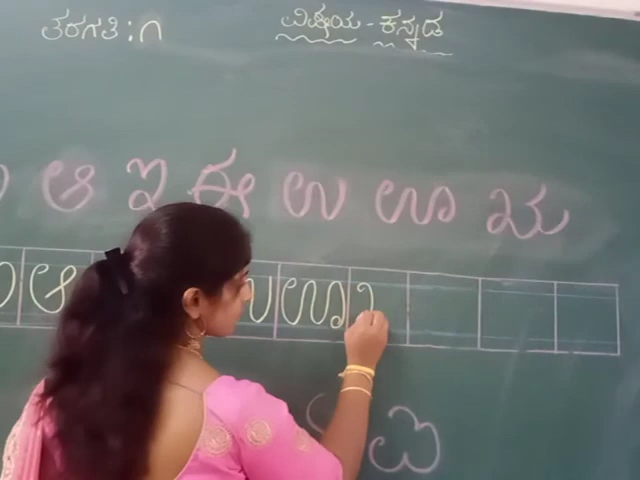 ತರಗತಿ : ೧ ವಿಷಯ - ಕನ್ನಡ
ಆ ಇ ಈ ಉ ಊ ಋ
ಆ ಉ ಊ